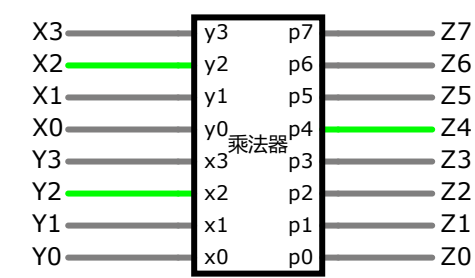 X3 y3 p7 Z7
X2 y2 p6 Z6
X1 y1 p5 Z5
X0 y0 p4 Z4
乘法器
Y3 x3 p3 Z3
Y2 x2 p2 Z2
Y1 x1 p1 Z1
Y0 x0 p0 Z0